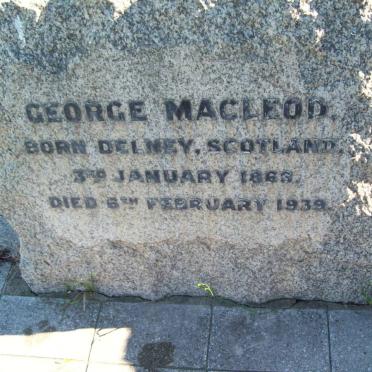 GEORGE MACLEOD.
BORN DELNEY, SCOTLAND,
3RD JANUARY 1863.
DIED 6TH FEBRUARY 1939.